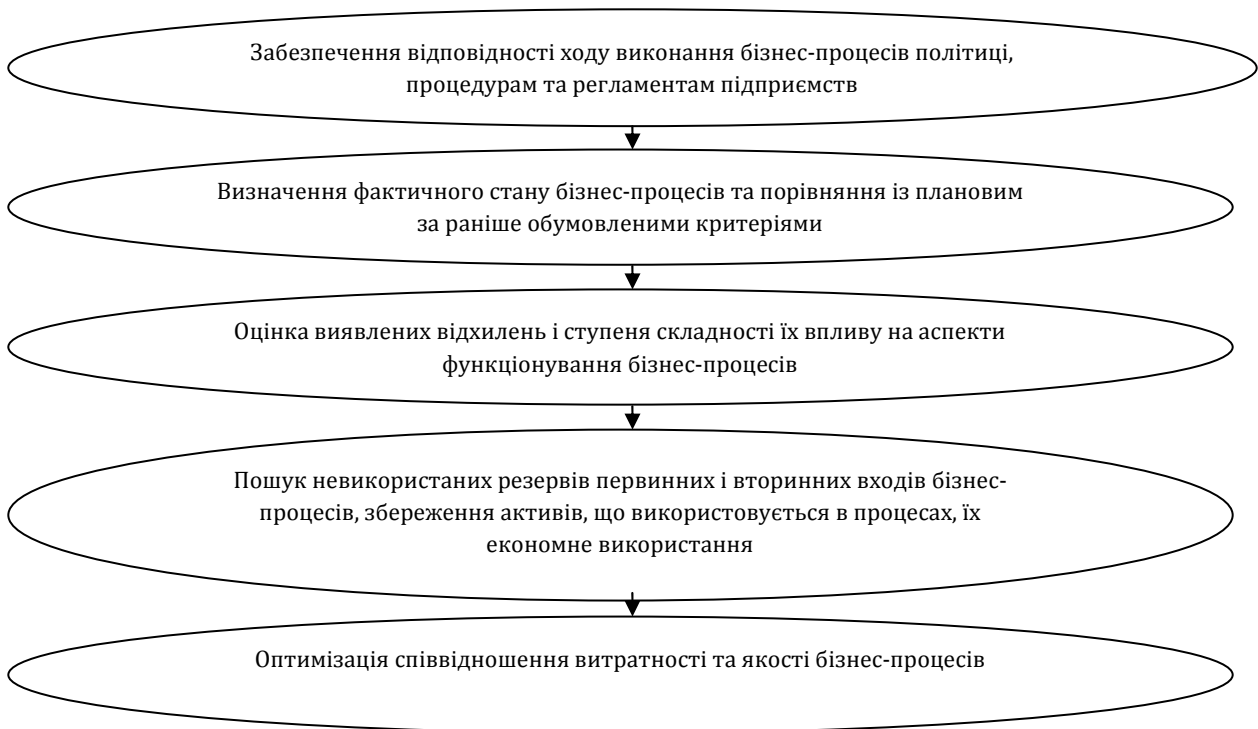 Забезпечення відповідності ходу виконання бізнес-процесів політиці,
процедурам та регламентам підприємств
Визначення фактичного стану бізнес-процесів та порівняння із плановим
за раніше обумовленими критеріями
Оцінка виявлених відхилень і ступеня складності їх впливу на аспекти
функціонування бізнес-процесів
Пошук невикористаних резервів первинних і вторинних входів бізнес-
процесів, збереження активів, що використовується в процесах, їх
економне використання
Оптимізація співвідношення витратності та якості бізнес-процесів